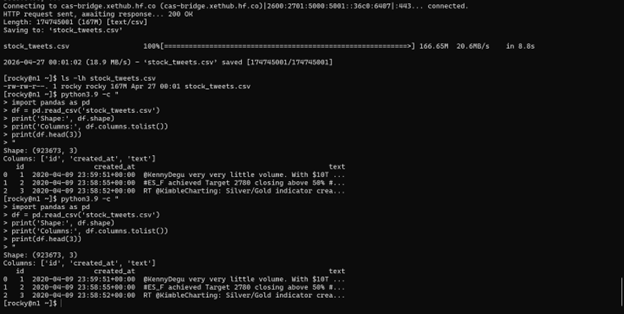 Connecting to cas-bridge.xethub.hf.co (cas-bridge.xethub.hf.co)|2600:2701:5000:5001::36c0:6407|:443... connected.
HTTP request sent, awaiting response... 200 OK
Length: 174745001 (167M) [text/csv]
Saving to: ‘stock_tweets.csv’
stock_tweets.csv 100%[=================================================>] 166.65M 20.6MB/s in 8.8s
2026-04-27 00:01:02 (18.9 MB/s) - ‘stock_tweets.csv’ saved [174745001/174745001]
[rocky@n1 ~]$ ls -lh stock_tweets.csv
-rw-rw-r--. 1 rocky rocky 167M Apr 27 00:01 stock_tweets.csv
[rocky@n1 ~]$ python3.9 -c "
> import pandas as pd
> df = pd.read_csv('stock_tweets.csv')
> print('Shape:', df.shape)
> print('Columns:', df.columns.tolist())
> print(df.head(3))
> "
Shape: (923673, 3)
Columns: ['id', 'created_at', 'text']
id created_at text
0 1 2020-04-09 23:59:51+00:00 @KennyDegu very very little volume. With $10T ...
1 2 2020-04-09 23:58:55+00:00 #ES_F achieved Target 2780 closing above 50% #...
2 3 2020-04-09 23:58:52+00:00 RT @KimbleCharting: Silver/Gold indicator crea...
[rocky@n1 ~]$ python3.9 -c "
> import pandas as pd
> df = pd.read_csv('stock_tweets.csv')
> print('Shape:', df.shape)
> print('Columns:', df.columns.tolist())
> print(df.head(3))
> "
Shape: (923673, 3)
Columns: ['id', 'created_at', 'text']
id created_at text
0 1 2020-04-09 23:59:51+00:00 @KennyDegu very very little volume. With $10T ...
1 2 2020-04-09 23:58:55+00:00 #ES_F achieved Target 2780 closing above 50% #...
2 3 2020-04-09 23:58:52+00:00 RT @KimbleCharting: Silver/Gold indicator crea...
[rocky@n1 ~]$